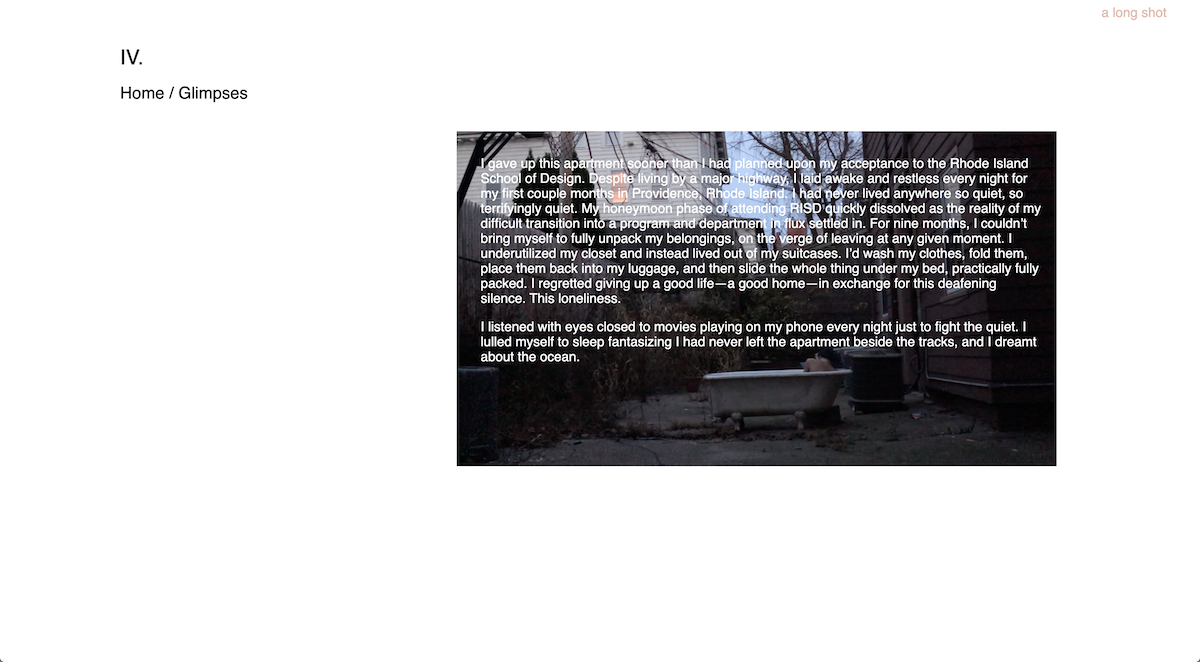 a long shot
IV.
Home / Glimpses
I gave up this apartment sooner than I had planned upon my acceptance to the Rhode Island
School of Design. Despite living by a major highway, I laid awake and restless every night for
my first couple months in Providence, Rhode Island. I had never lived anywhere so quiet, so
terrifyingly quiet. My honeymoon phase of attending RISD quickly dissolved as the reality of my
difficult transition into a program and department in flux settled in. For nine months, I couldn’t
bring myself to fully unpack my belongings, on the verge of leaving at any given moment. I
underutilized my closet and instead lived out of my suitcases. I’d wash my clothes, fold them,
place them back into my luggage, and then slide the whole thing under my bed, practically fully
packed. I regretted giving up a good life—a good home—in exchange for this deafening
silence. This loneliness.
I listened with eyes closed to movies playing on my phone every night just to fight the quiet. I
lulled myself to sleep fantasizing I had never left the apartment beside the tracks, and I dreamt
about the ocean.